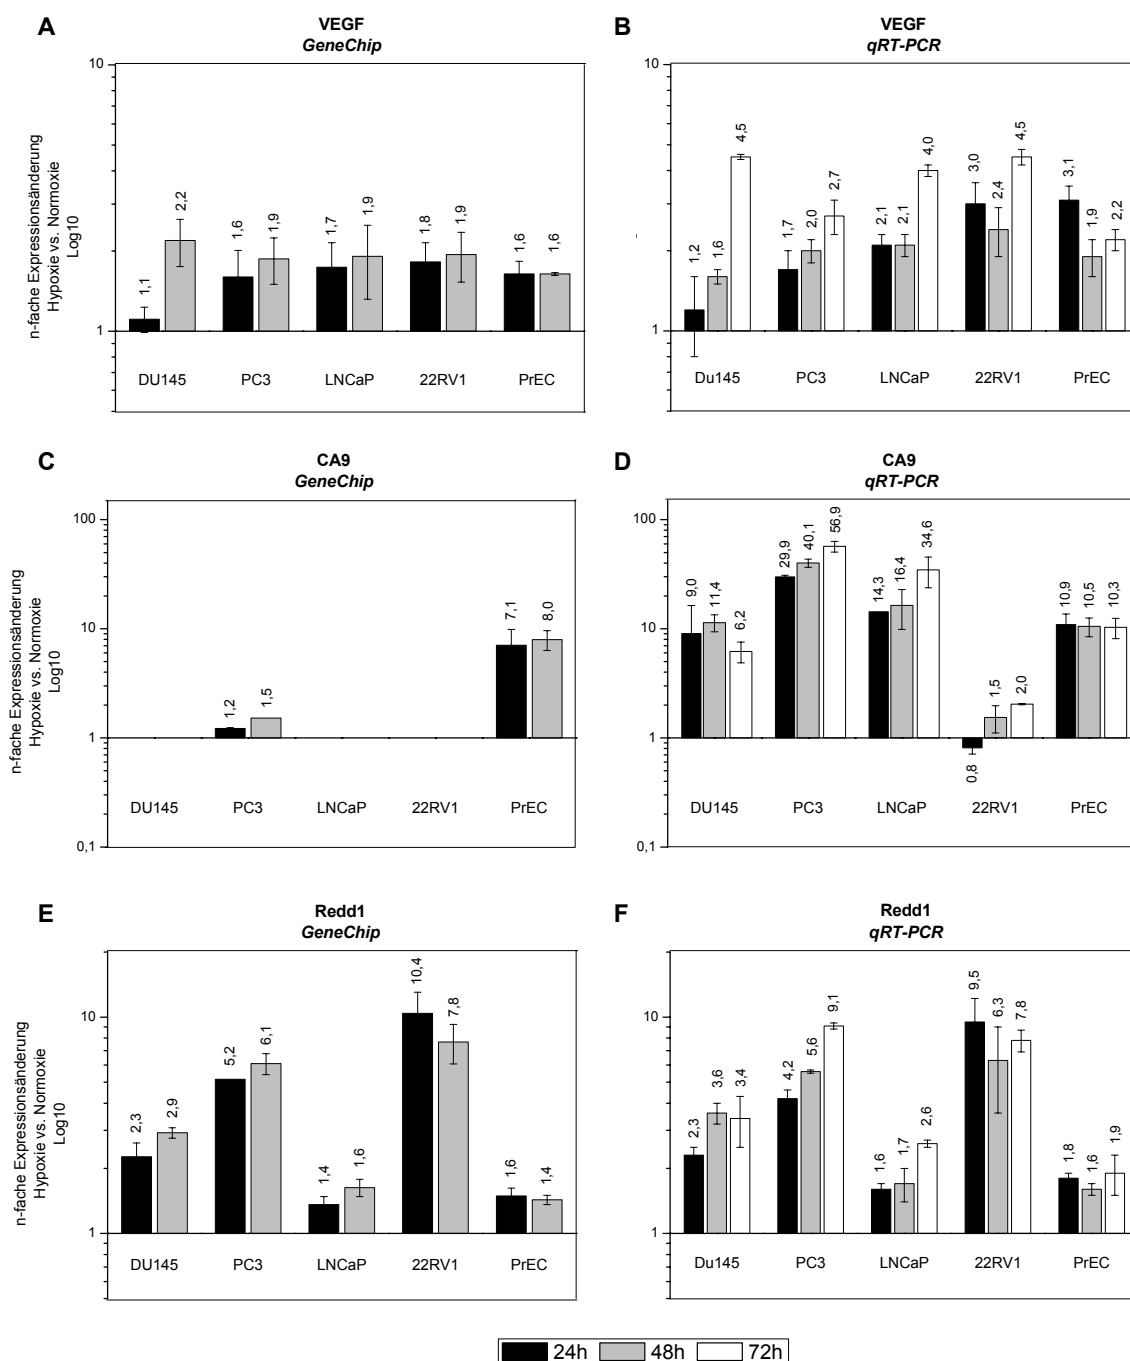 A
VEGF
GeneChip
n-fache Expressionsänderung
Hypoxie vs. Normoxie
Log10
10
1
1,1
2,2
1,6
1,9
1,7
1,9
1,8
1,9
1,6
1,6
DU145 PC3 LNCaP 22RV1 PrEC
B
VEGF
qRT-PCR
10
1
1,2
1,6
4,5
1,7
2,0
2,7
2,1
2,1
4,0
3,0
2,4
4,5
3,1
1,9
2,2
Du145 PC3 LNCaP 22RV1 PrEC
C
CA9
GeneChip
n-fache Expressionsänderung
Hypoxie vs. Normoxie
Log10
100
10
1
0,1
1,2
1,5
7,1
8,0
DU145 PC3 LNCaP 22RV1 PrEC
D
CA9
qRT-PCR
100
10
1
0,1
9,0
11,4
6,2
29,9
40,1
56,9
14,3
16,4
34,6
0,8
1,5
2,0
10,9
10,5
10,3
DU145 PC3 LNCaP 22RV1 PrEC
E
Redd1
GeneChip
n-fache Expressionsänderung
Hypoxie vs. Normoxie
Log10
10
1
2,3
2,9
5,2
6,1
1,4
1,6
10,4
7,8
1,6
1,4
DU145 PC3 LNCaP 22RV1 PrEC
F
Redd1
qRT-PCR
10
1
2,3
3,6
3,4
4,2
5,6
9,1
1,6
1,7
2,6
9,5
6,3
7,8
1,8
1,6
1,9
Du145 PC3 LNCaP 22RV1 PrEC
24h 48h 72h